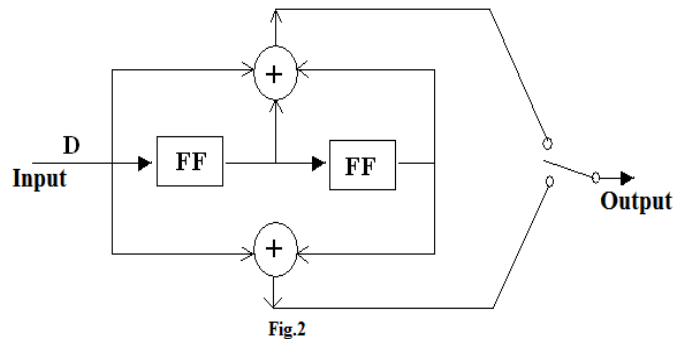 +
D
Input
FF
FF
Output
+
Fig.2